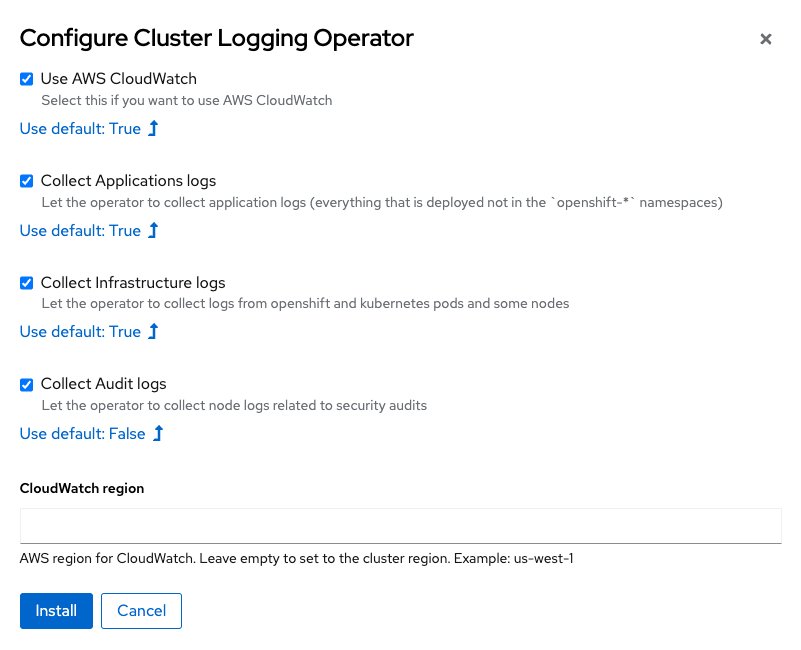 Configure Cluster Logging Operator
Use AWS CloudWatch
Select this if you want to use AWS CloudWatch
Use default: True
Collect Applications logs
Let the operator to collect application logs (everything that is deployed not in the `openshift-*` namespaces)
Use default: True
Collect Infrastructure logs
Let the operator to collect logs from openshift and kubernetes pods and some nodes
Use default: True
Collect Audit logs
Let the operator to collect node logs related to security audits
Use default: False
CloudWatch region
AWS region for CloudWatch. Leave empty to set to the cluster region. Example: us-west-1
Install Cancel